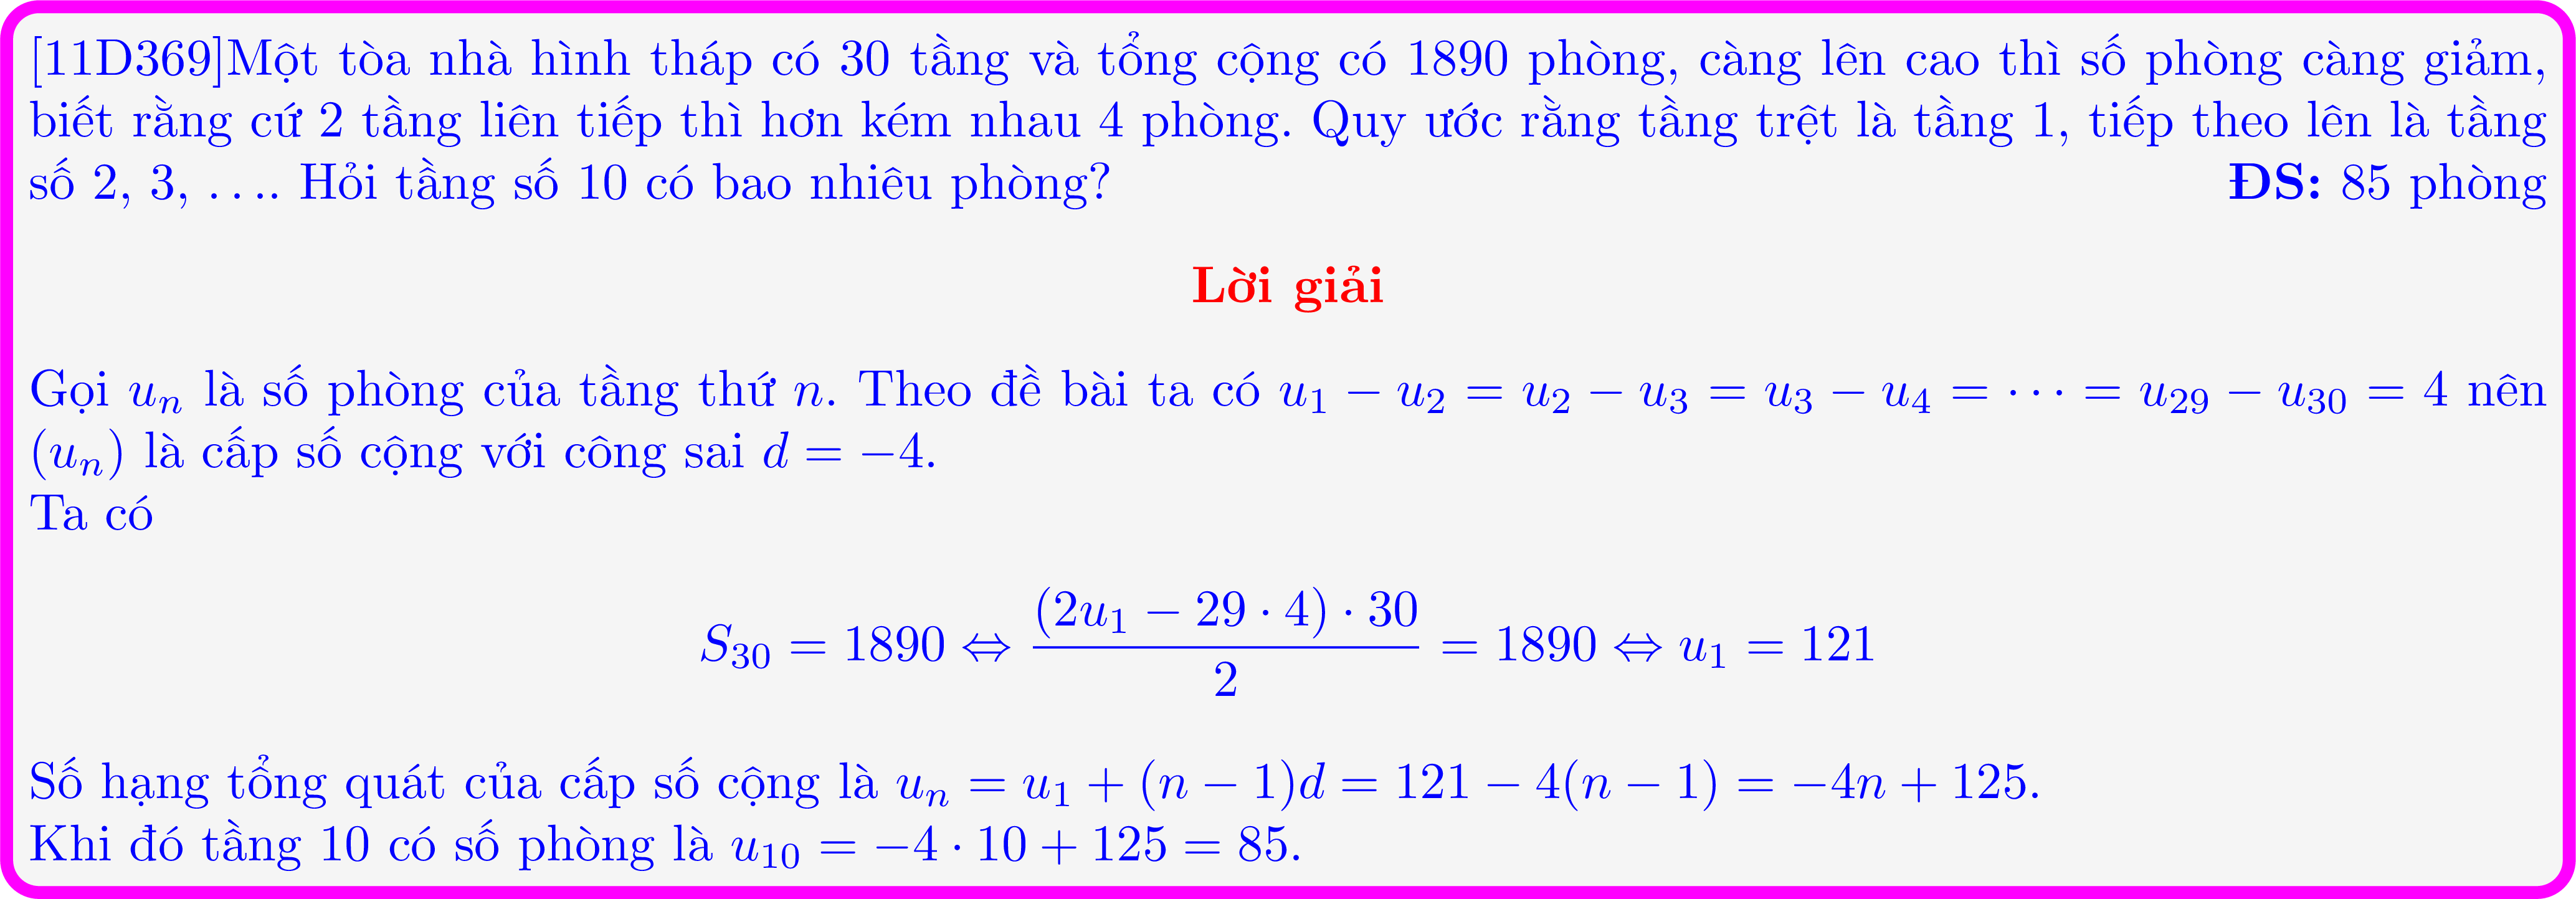 [11D369]Một tòa nhà hình tháp có 30 tầng và tổng cộng có 1890 phòng, càng lên cao thì số phòng càng giảm,
biết rằng cứ 2 tầng liên tiếp thì hơn kém nhau 4 phòng. Quy ước rằng tầng trệt là tầng 1, tiếp theo lên là tầng
số 2, 3, .... Hỏi tầng số 10 có bao nhiêu phòng? ĐS: 85 phòng
Lời giải
Gọi $u_n$ là số phòng của tầng thứ $n$. Theo đề bài ta có $u_1 - u_2 = u_2 - u_3 = u_3 - u_4 = \cdots = u_{29} - u_{30} = 4$ nên
$(u_n)$ là cấp số cộng với công sai $d = -4$.
Ta có
$S_{30} = 1890 \Leftrightarrow \frac{(2u_1 - 29 \cdot 4) \cdot 30}{2} = 1890 \Leftrightarrow u_1 = 121$
Số hạng tổng quát của cấp số cộng là $u_n = u_1 + (n - 1)d = 121 - 4(n - 1) = -4n + 125$.
Khi đó tầng 10 có số phòng là $u_{10} = -4 \cdot 10 + 125 = 85$.